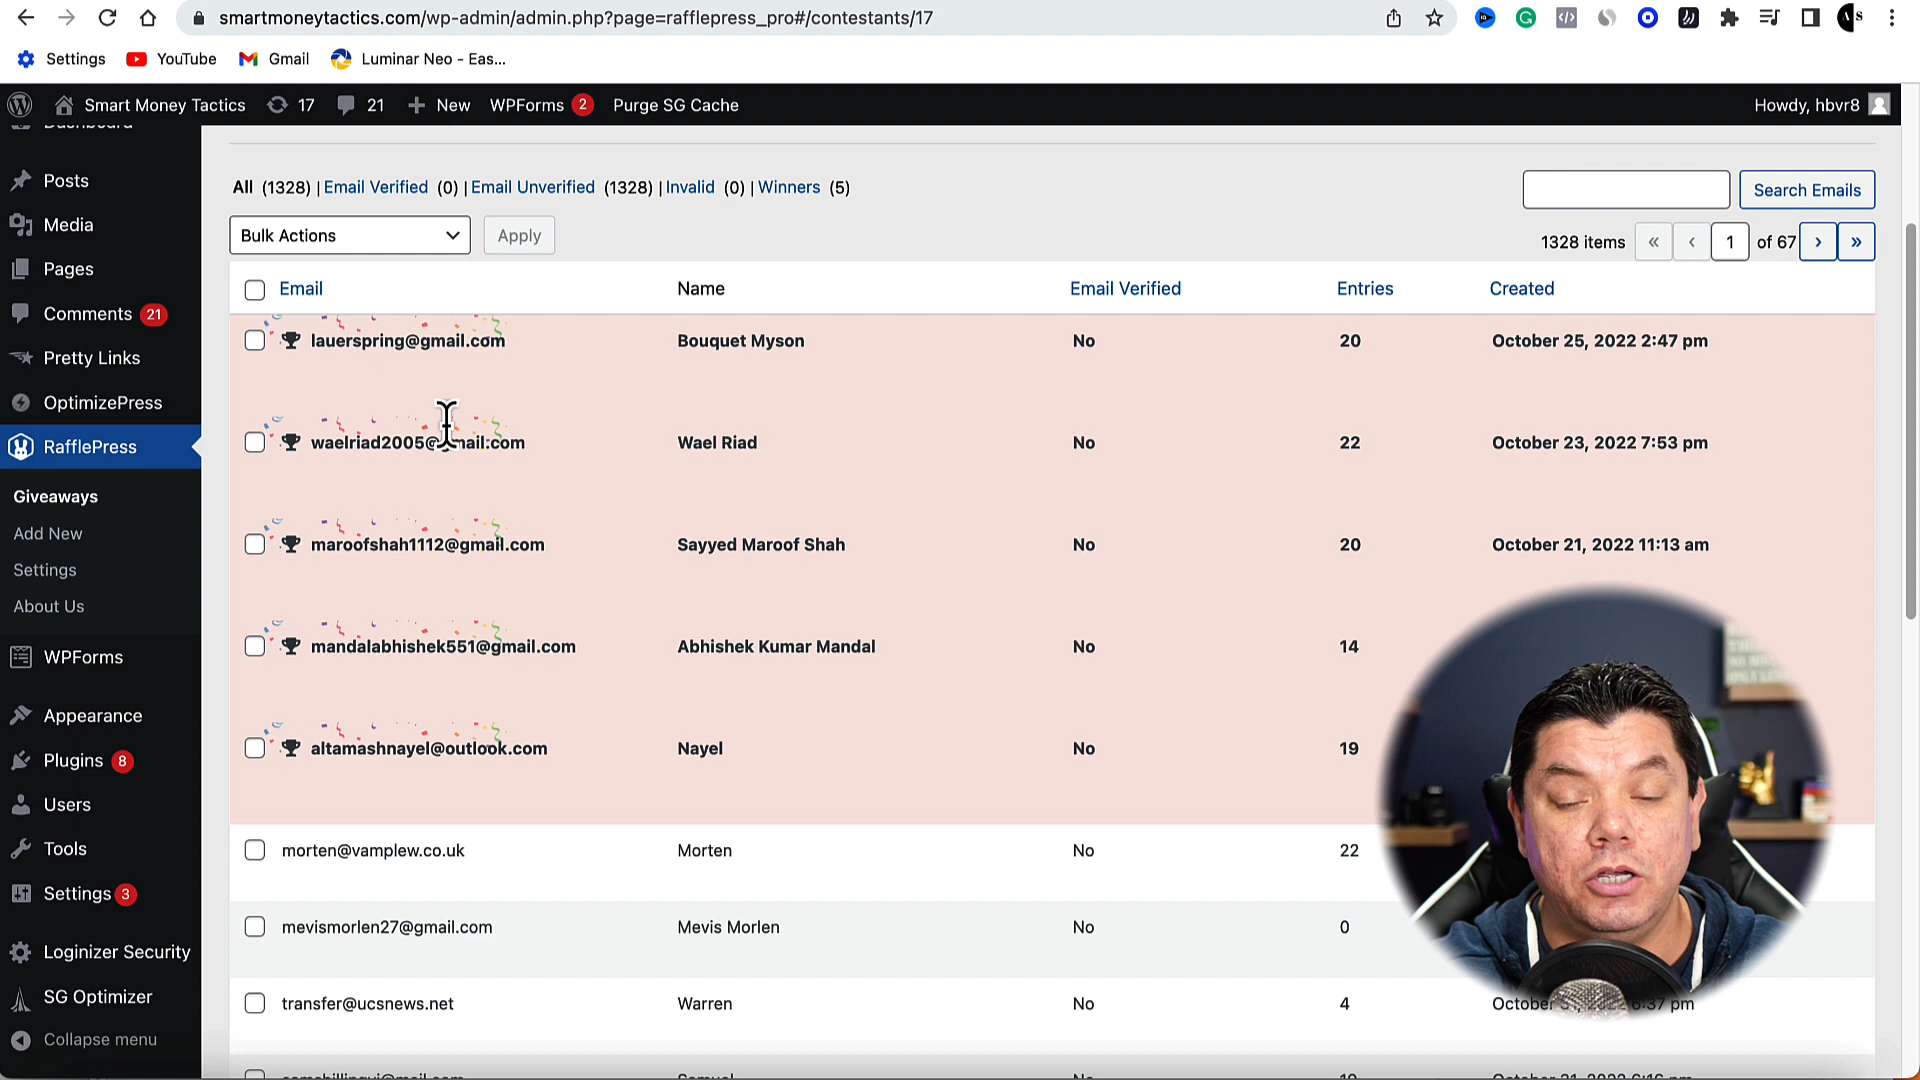 smartmoneytactics.com/wp-admin/admin.php?page=rafflepress_pro#/contestants/17
Settings YouTube Gmail Luminar Neo - Eas...
Smart Money Tactics 17 21 New WPForms 2 Purge SG Cache Howdy, hbvr8
Dashboard
Posts
Media
Pages
Comments 21
Pretty Links
OptimizePress
RafflePress
Giveaways
Add New
Settings
About Us
WPForms
Appearance
Plugins 8
Users
Tools
Settings 3
Loginizer Security
SG Optimizer
Collapse menu
All (1328) | Email Verified (0) | Email Unverified (1328) | Invalid (0) | Winners (5)
Search Emails
Bulk Actions Apply
1328 items « ‹ 1 of 67 › »
Email Name Email Verified Entries Created
lauerspring@gmail.com Bouquet Myson No 20 October 25, 2022 2:47 pm
waelriad2005@gmail.com Wael Riad No 22 October 23, 2022 7:53 pm
maroofshah1112@gmail.com Sayyed Maroof Shah No 20 October 21, 2022 11:13 am
mandalabhishek551@gmail.com Abhishek Kumar Mandal No 14
altamashnayel@outlook.com Nayel No 19
morten@vamplew.co.uk Morten No 22
mevismorlen27@gmail.com Mevis Morlen No 0
transfer@ucsnews.net Warren No 4 October 6:37 pm